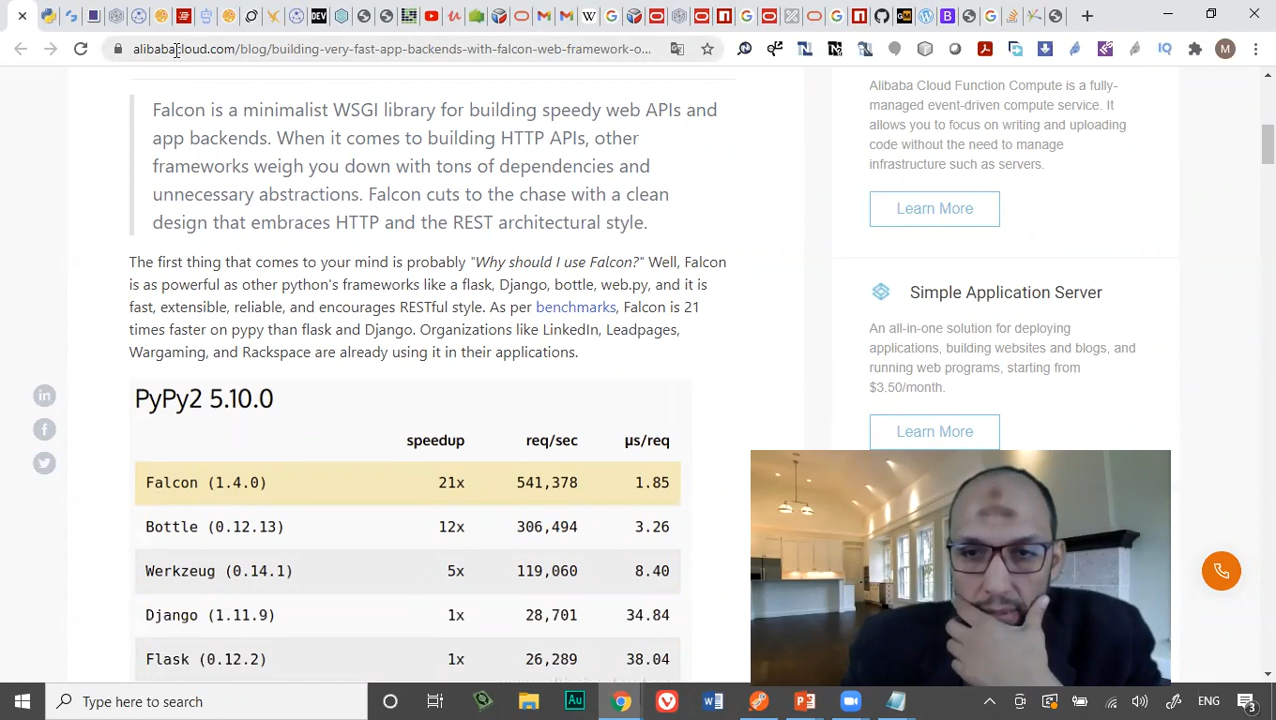 alibabacloud.com/blog/building-very-fast-app-backends-with-falcon-web-framework-o...
M
Falcon is a minimalist WSGI library for building speedy web APIs and
app backends. When it comes to building HTTP APIs, other
frameworks weigh you down with tons of dependencies and
unnecessary abstractions. Falcon cuts to the chase with a clean
design that embraces HTTP and the REST architectural style.
The first thing that comes to your mind is probably "Why should I use Falcon?" Well, Falcon
is as powerful as other python's frameworks like a flask, Django, bottle, web.py, and it is
fast, extensible, reliable, and encourages RESTful style. As per benchmarks, Falcon is 21
times faster on pypy than flask and Django. Organizations like LinkedIn, Leadpages,
Wargaming, and Rackspace are already using it in their applications.
PyPy2 5.10.0
speedup req/sec µs/req
Falcon (1.4.0) 21x 541,378 1.85
Bottle (0.12.13) 12x 306,494 3.26
Werkzeug (0.14.1) 5x 119,060 8.40
Django (1.11.9) 1x 28,701 34.84
Flask (0.12.2) 1x 26,289 38.04
Alibaba Cloud Function Compute is a fully-
managed event-driven compute service. It
allows you to focus on writing and uploading
code without the need to manage
infrastructure such as servers.
Learn More
Simple Application Server
An all-in-one solution for deploying
applications, building websites and blogs, and
running web programs, starting from
$3.50/month.
Learn More
Type here to search
ENG
3